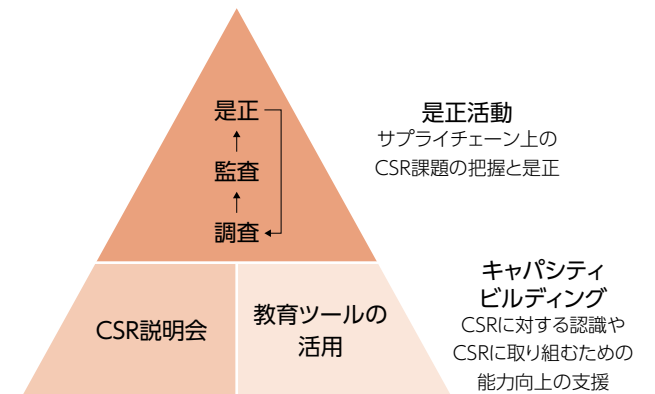 是正
監査
調査
是正活動
サプライチェーン上の
CSR課題の把握と是正
CSR説明会
教育ツールの
活用
キャパシティ
ビルディング
CSRに対する認識や
CSRに取り組むための
能力向上の支援